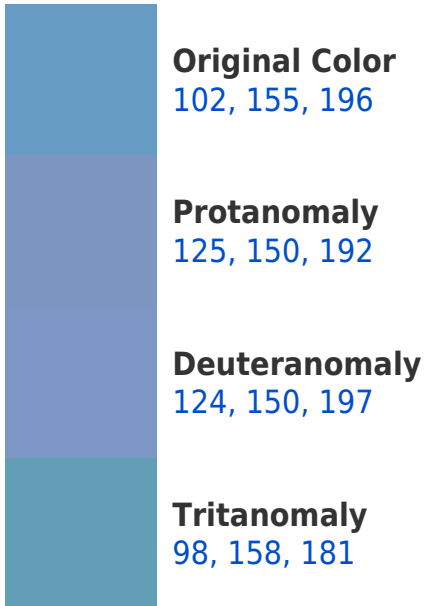 Original Color
102, 155, 196
Protanomaly
125, 150, 192
Deuteranomaly
124, 150, 197
Tritanomaly
98, 158, 181